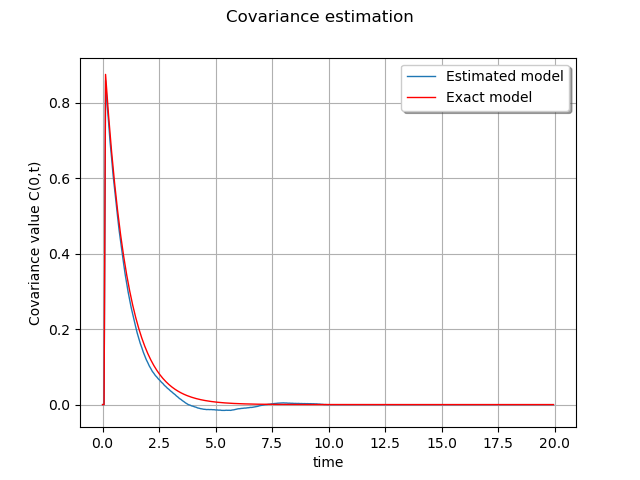 Covariance estimation
Estimated model
Exact model
Covariance value C(0,t)
0.8
0.6
0.4
0.2
0.0
0.0 2.5 5.0 7.5 10.0 12.5 15.0 17.5 20.0
time